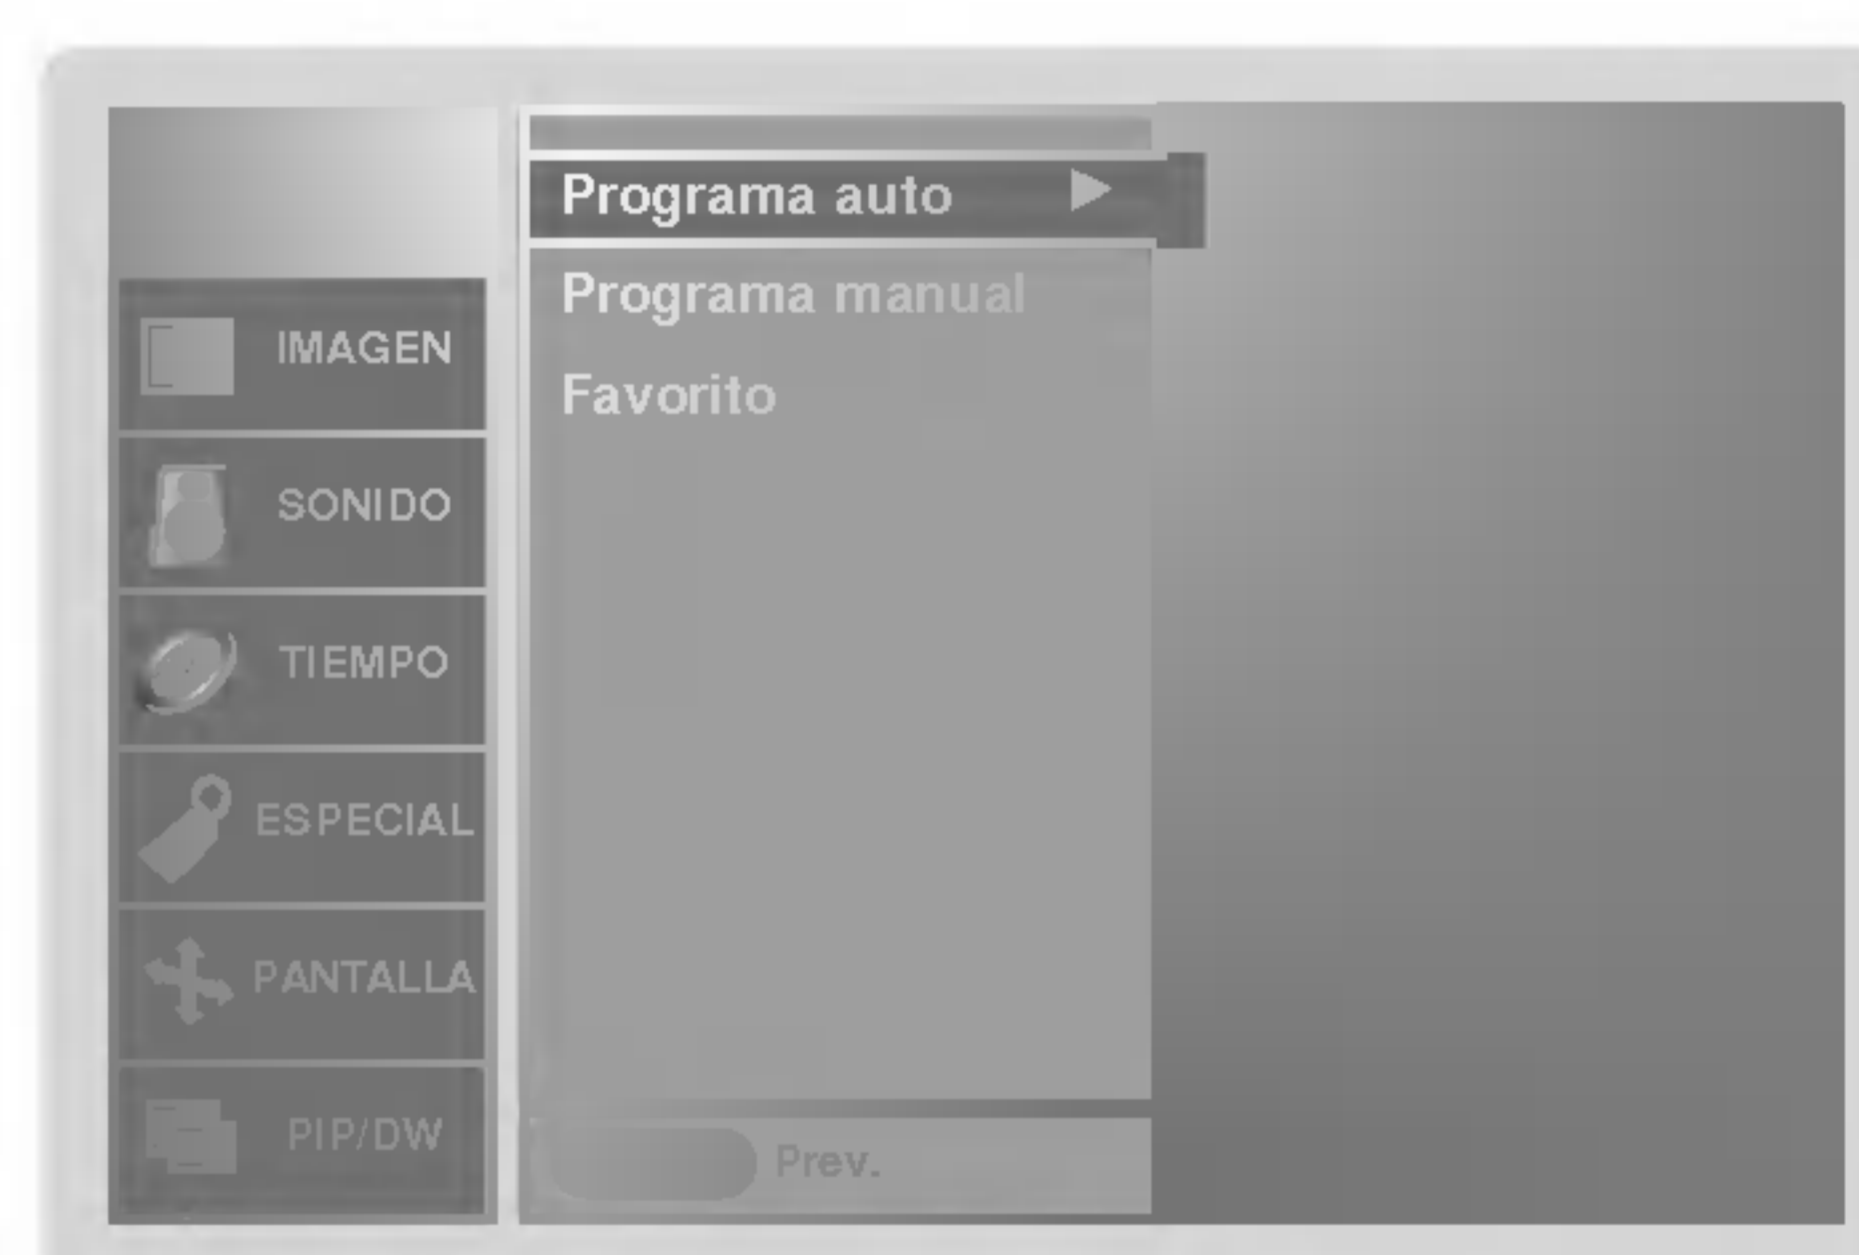 IMAGEN
SONIDO
TIEMPO
ESPECIAL
PANTALLA
PIP/DW
Programa auto
Programa manual
Favorito
Prev.